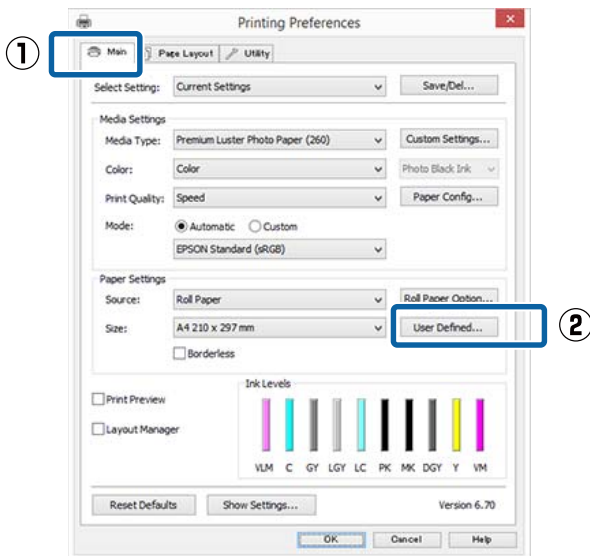 Printing Preferences
①
Main Page Layout Utility
Select Setting: Current Settings Save/Del...
Media Settings
Media Type: Premium Luster Photo Paper (260) Custom Settings...
Color: Color Photo Black Ink
Print Quality: Speed Paper Config...
Mode: Automatic Custom
EPSON Standard (sRGB)
Paper Settings
Source: Roll Paper Roll Paper Option...
Size: A4 210 x 297 mm User Defined...
②
Borderless
Ink Levels
Print Preview
Layout Manager
VLM C GY LGY LC PK MK DGY Y VM
Reset Defaults Show Settings... Version 6.70
OK Cancel Help